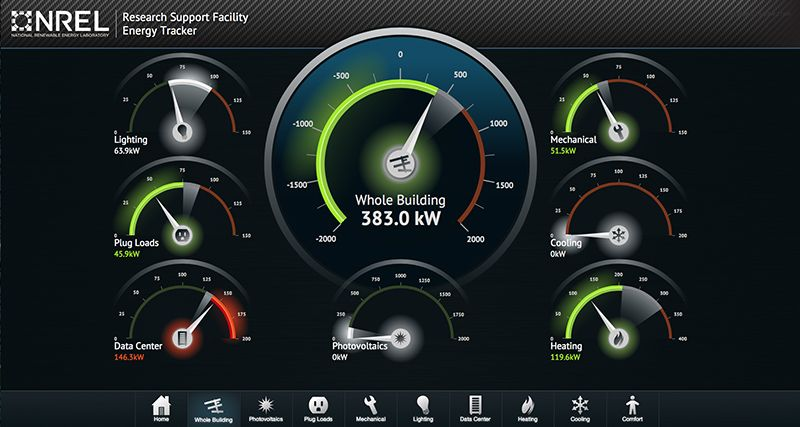 NREL
NATIONAL RENEWABLE ENERGY LABORATORY
Research Support Facility
Energy Tracker
0 25 50 75 100 125 150
Lighting
63.9kW
0 25 50 75 100 125 150
Plug Loads
45.9kW
0 25 50 75 100 125 150 175 200
Data Center
146.3kW
-2000 -1500 -1000 -500 0 500 1000 1500 2000
Whole Building
383.0 kW
0 250 500 750 1000 1250 1500 1750 2000
Photovoltaics
0kW
0 25 50 75 100 125 150
Mechanical
51.5kW
0 25 50 75 100 125 150 175 200
Cooling
0kW
0 50 100 150 200 250 300 350 400
Heating
119.6kW
Home
Whole Building
Photovoltaics
Plug Loads
Mechanical
Lighting
Data Center
Heating
Cooling
Comfort